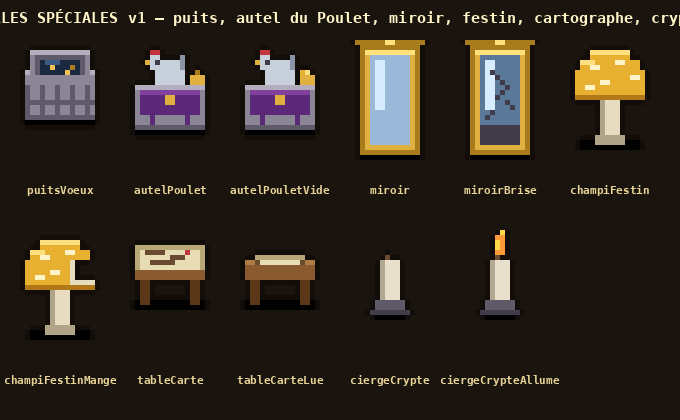 LES SPÉCIALES v1 — puits, autel du Poulet, miroir, festin, cartographe, cryp
puitsVoeux autelPoulet autelPouletVide miroir miroirBrise champiFestin
champiFestinMange tableCarte tableCarteLue ciergeCrypte ciergeCrypteAllume